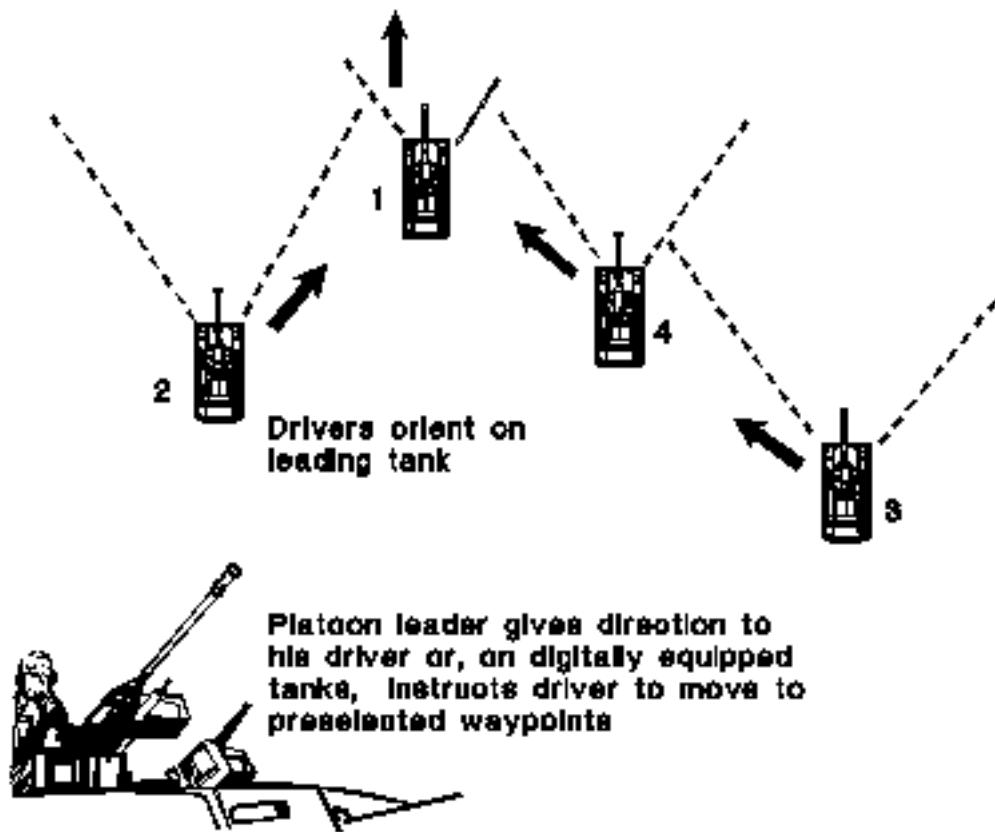 1
4
2
Drivers orient on
leading tank
3
Platoon leader gives direction to
his driver or, on digitally equipped
tanks, instructs driver to move to
preselected waypoints